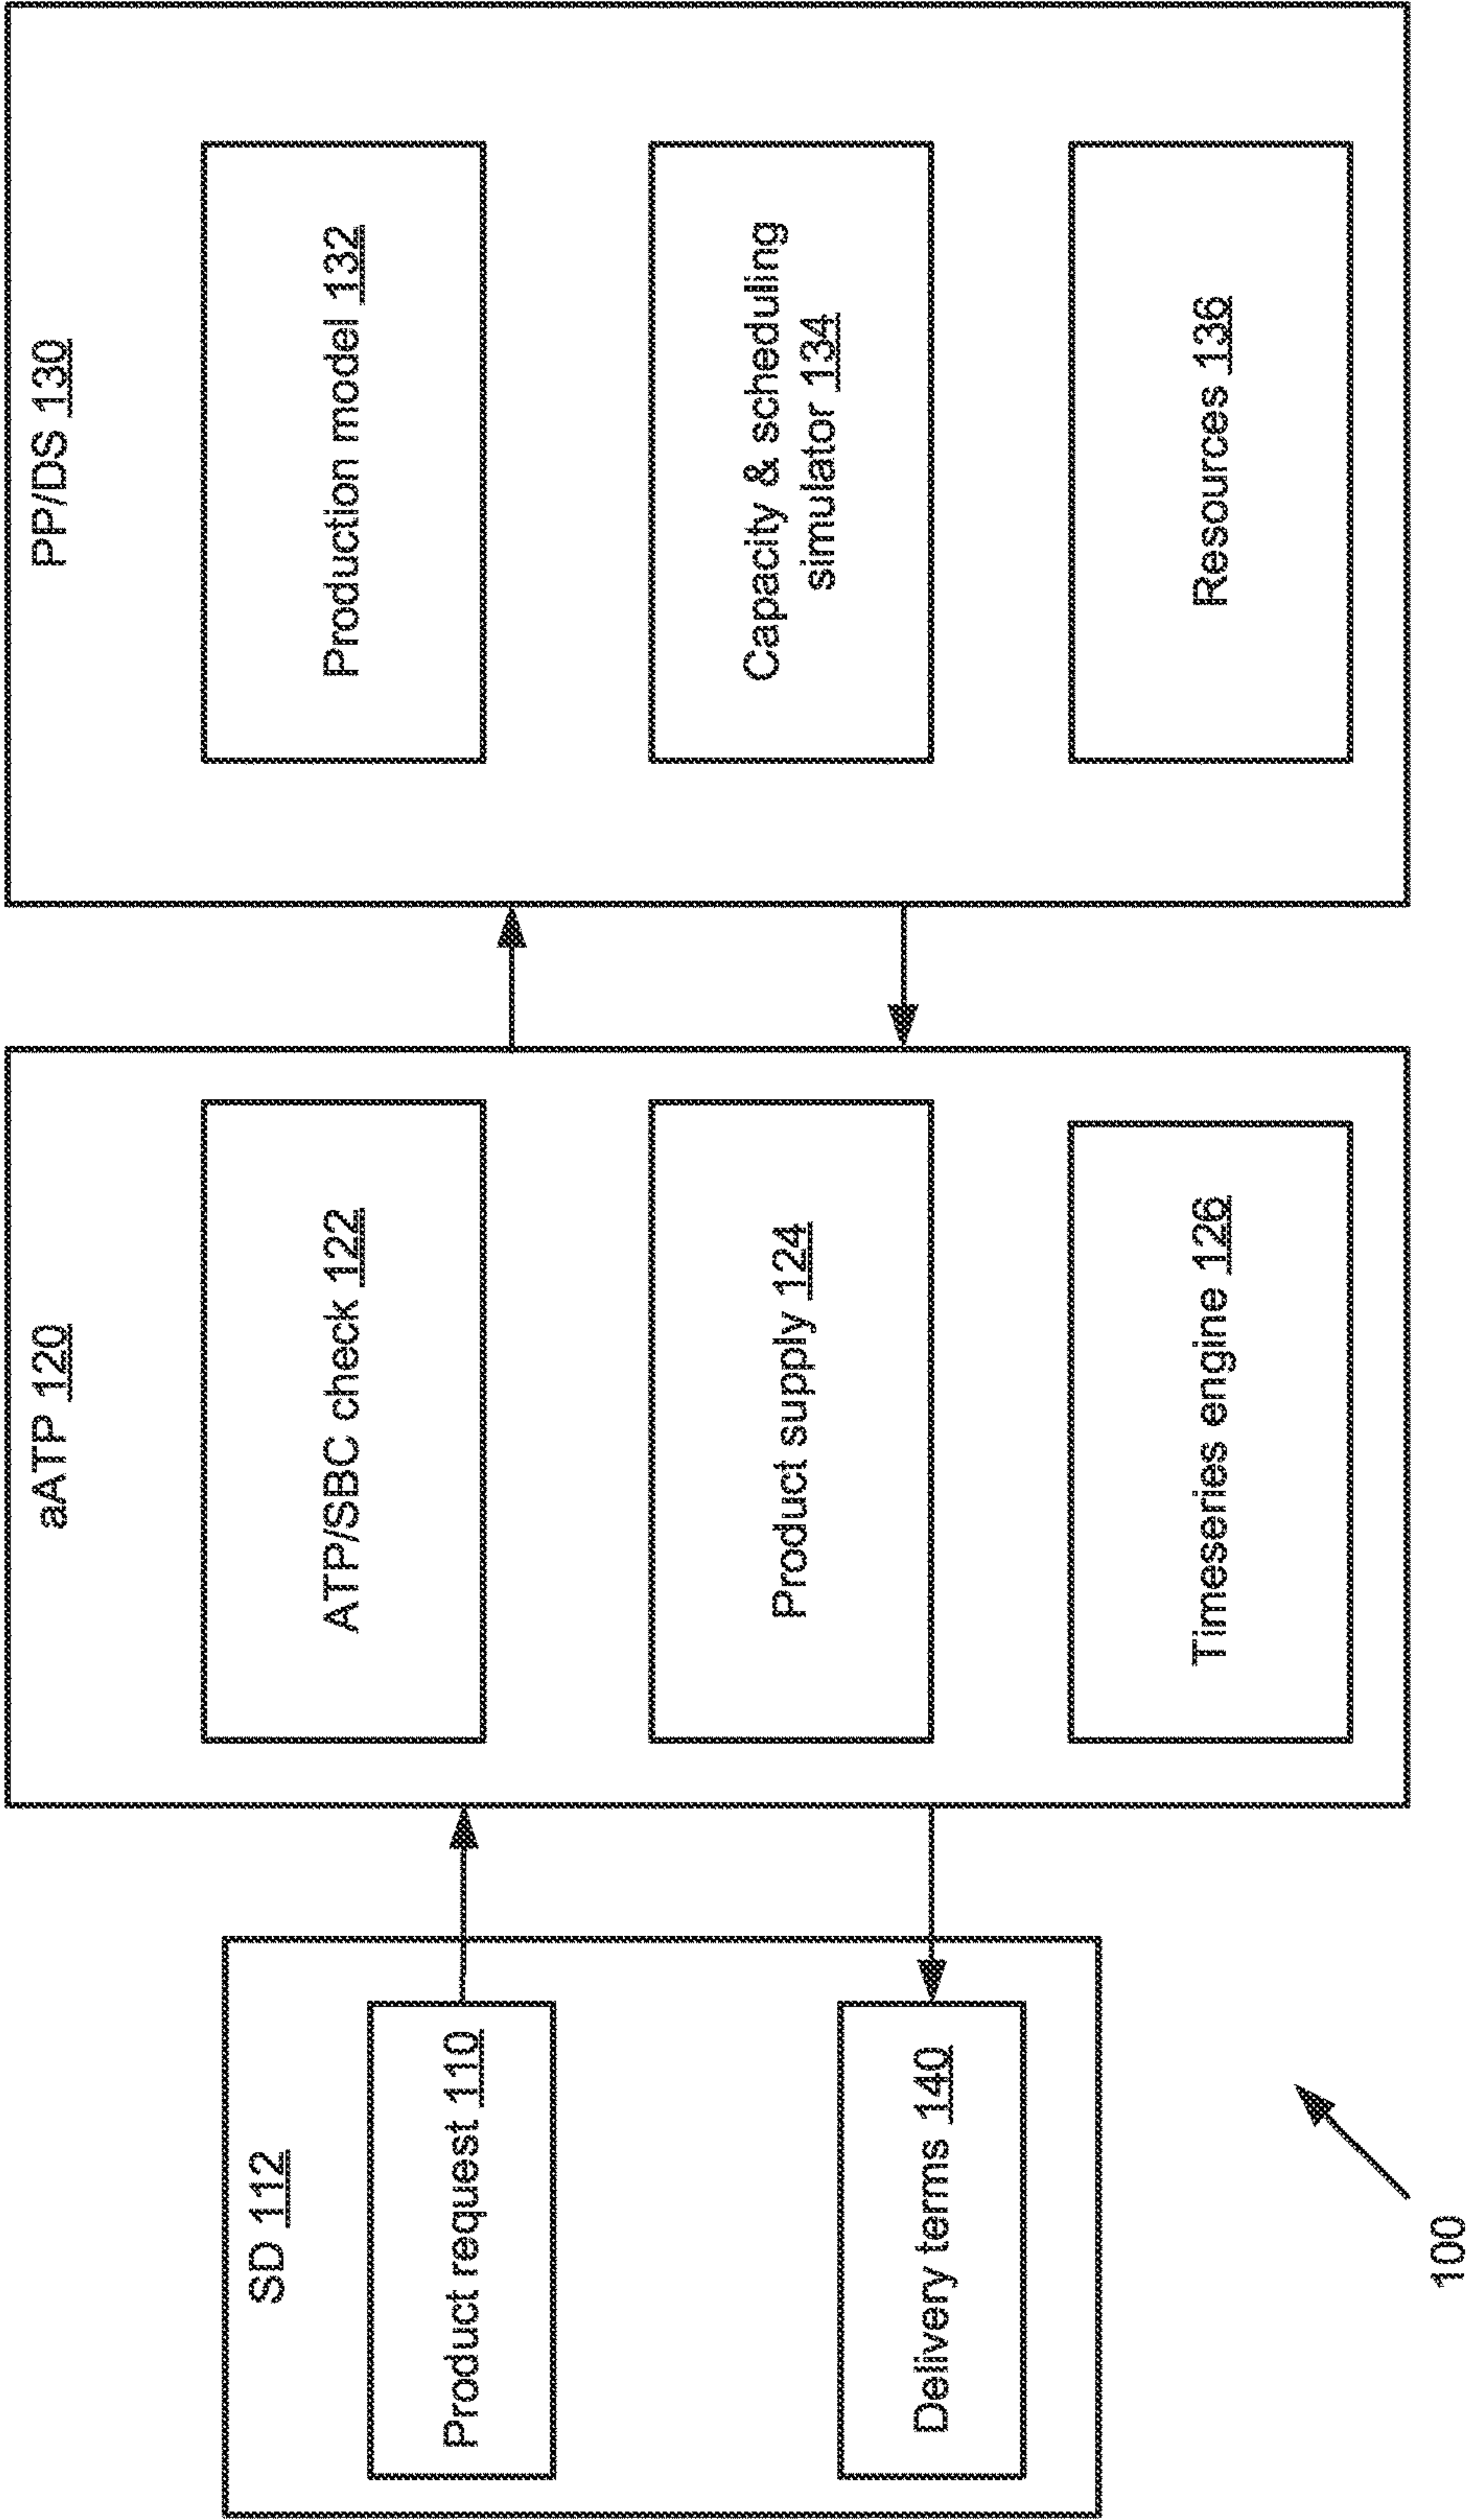 SD 112
Product request 110
Delivery terms 140
100
aATP 120
ATP/SBC check 122
Product supply 124
Timeseries engine 126
PP/DS 130
Production model 132
Capacity & scheduling
simulator 134
Resources 136